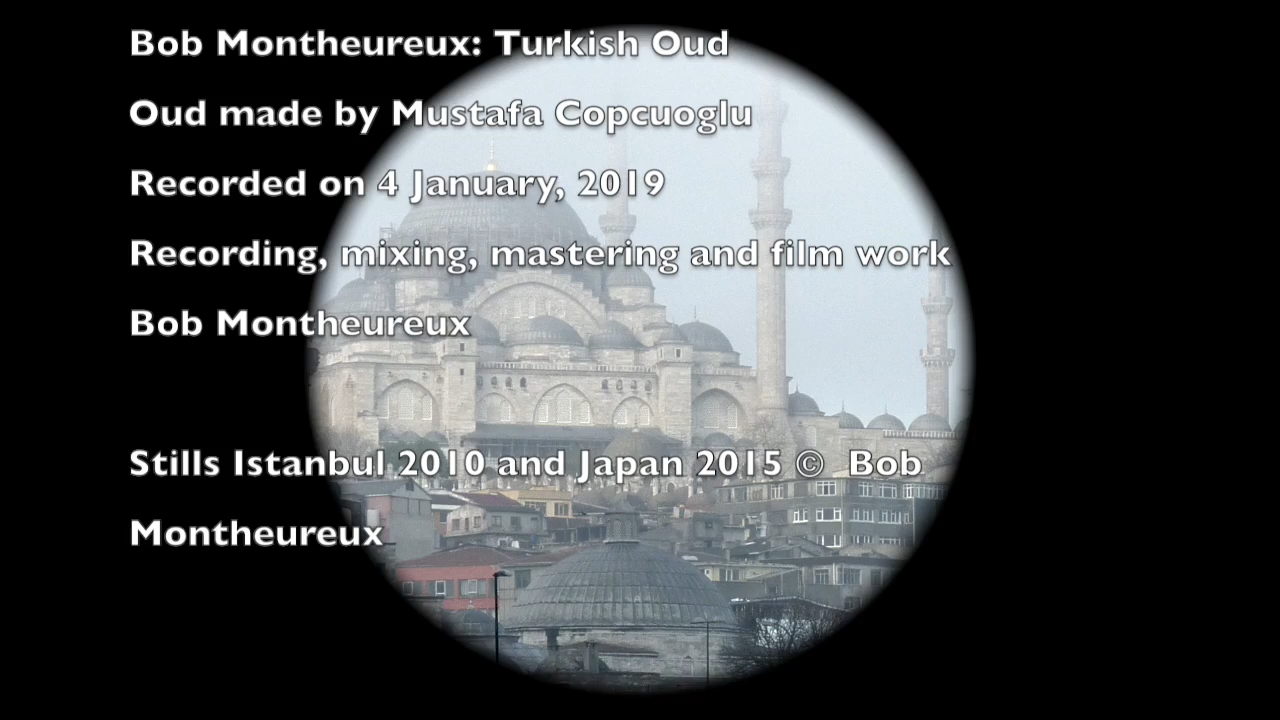 Bob Montheureux: Turkish Oud
Oud made by Mustafa Copcuoglu
Recorded on 4 January, 2019
Recording, mixing, mastering and film work
Bob Montheureux
Stills Istanbul 2010 and Japan 2015 © Bob
Montheureux